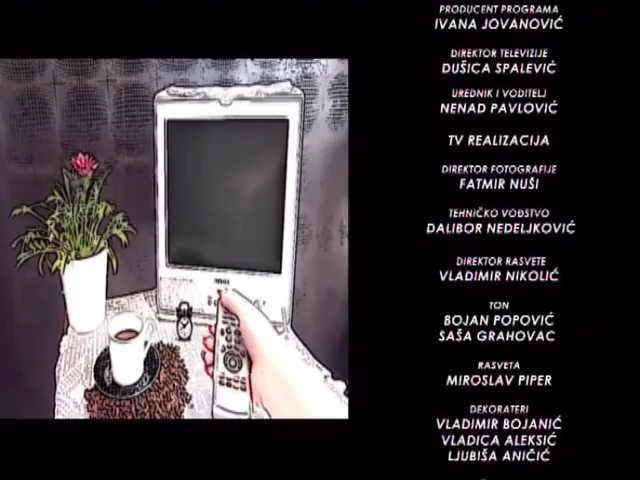 PRODUCENT PROGRAMA
IVANA JOVANOVIĆ
DIREKTOR TELEVIZIJE
DUŠICA SPALEVIĆ
UREDNIK I VODITELJ
NENAD PAVLOVIĆ
TV REALIZACIJA
DIREKTOR FOTOGRAFIJE
FATMIR NUŠI
TEHNIČKO VOĐSTVO
DALIBOR NEDELJKOVIĆ
DIREKTOR RASVETE
VLADIMIR NIKOLIĆ
TON
BOJAN POPOVIĆ
SAŠA GRAHOVAC
RASVETA
MIROSLAV PIPER
DEKORATERI
VLADIMIR BOJANIĆ
VLADICA ALEKSIĆ
LJUBIŠA ANIČIĆ